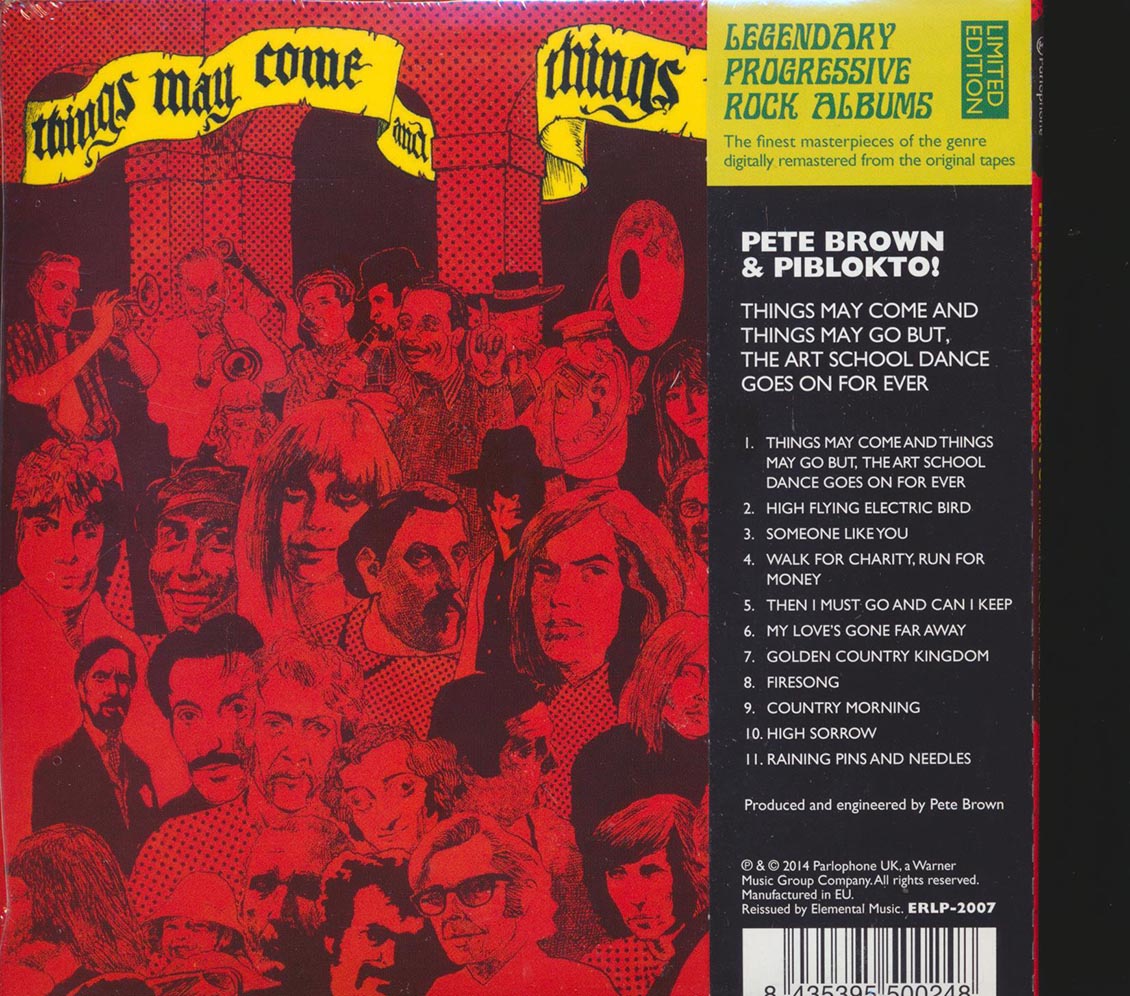 things may come
and
things
LEGENDARY
PROGRESSIVE
ROCK ALBUMS
LIMITED
EDITION
The finest masterpieces of the genre
digitally remastered from the original tapes
Parlophone
PETE BROWN
& PIBLOKTO!
THINGS MAY COME AND
THINGS MAY GO BUT,
THE ART SCHOOL DANCE
GOES ON FOR EVER
1. THINGS MAY COME AND THINGS
MAY GO BUT, THE ART SCHOOL
DANCE GOES ON FOR EVER
2. HIGH FLYING ELECTRIC BIRD
3. SOMEONE LIKE YOU
4. WALK FOR CHARITY, RUN FOR
MONEY
5. THEN I MUST GO AND CAN I KEEP
6. MY LOVE'S GONE FAR AWAY
7. GOLDEN COUNTRY KINGDOM
8. FIRESONG
9. COUNTRY MORNING
10. HIGH SORROW
11. RAINING PINS AND NEEDLES
Produced and engineered by Pete Brown
℗ & © 2014 Parlophone UK, a Warner
Music Group Company. All rights reserved.
Manufactured in EU.
Reissued by Elemental Music. ERLP-2007
8 435395 500248